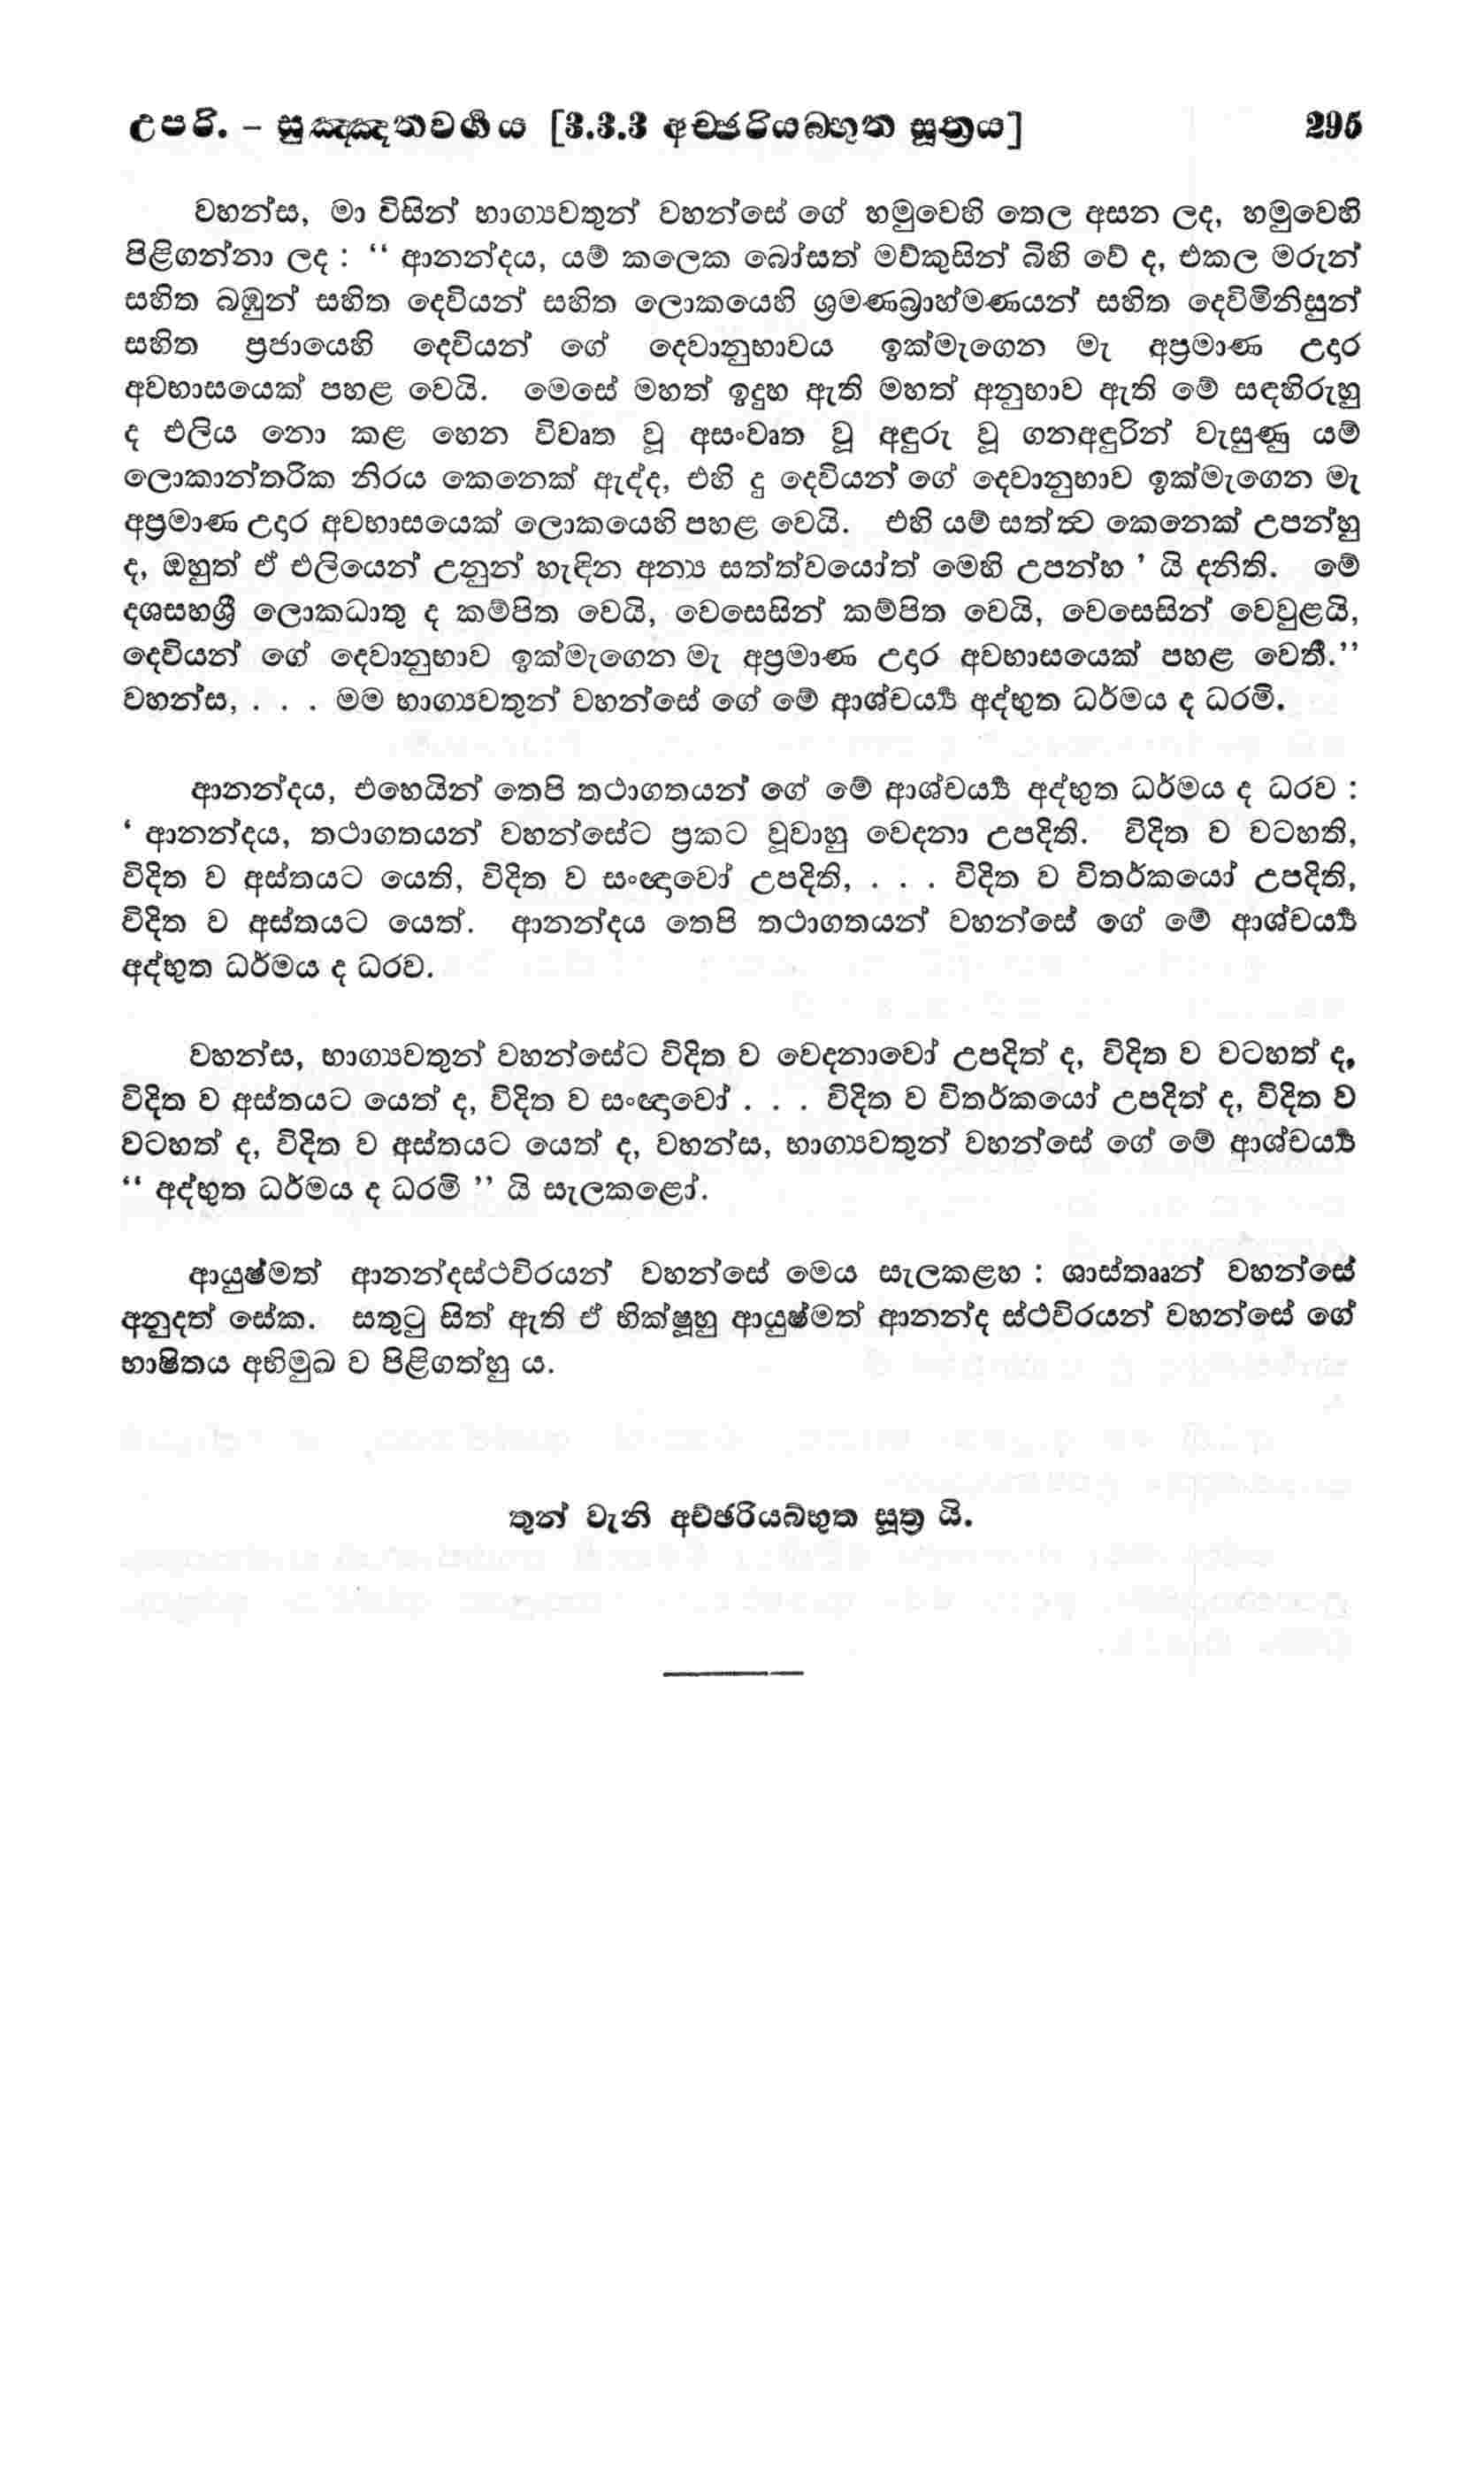 උපරි. – සුඤ්ඤතවර්‍ගය [3.3.3 අච්ඡරියබ්භුත සූත්‍රය] 295
වහන්ස, මා විසින් භාග්‍යවතුන් වහන්සේ ගේ හමුවෙහි තෙල අසන ලද, හමුවෙහි
පිළිගන්නා ලද : “ ආනන්දය, යම් කලෙක බෝසත් මව්කුසින් බිහි වේ ද, එකල මරුන්
සහිත බඹුන් සහිත දෙවියන් සහිත ලොකයෙහි ශ්‍රමණබ්‍රාහ්මණයන් සහිත දෙව්මිනිසුන්
සහිත ප්‍රජායෙහි දෙවියන් ගේ දෙවානුභාවය ඉක්මැගෙන මැ අප්‍රමාණ උදාර
අවභාසයෙක් පහළ වෙයි. මෙසේ මහත් ඉදුහ ඇති මහත් අනුභාව ඇති මේ සඳහිරුහු
ද එලිය නො කළ හෙන විවෘත වූ අසංවෘත වූ අඳුරු වූ ගනඅඳුරින් වැසුණු යම්
ලොකාන්තරික නිරය කෙනෙක් ඇද්ද, එහි දු දෙවියන් ගේ දෙවානුභාව ඉක්මැගෙන මැ
අප්‍රමාණ උදාර අවභාසයෙක් ලොකයෙහි පහළ වෙයි. එහි යම් සත්ත්‍ව කෙනෙක් උපන්හු
ද, ඔහුත් ඒ එලියෙන් උනුන් හැඳින අන්‍ය සත්ත්වයෝත් මෙහි උපන්හ ’ යි දනිති. මේ
දශසහශ්‍රී ලොකධාතු ද කම්පිත වෙයි, වෙසෙසින් කම්පිත වෙයි, වෙසෙසින් වෙවුළයි,
දෙවියන් ගේ දෙවානුභාව ඉක්මැගෙන මැ අප්‍රමාණ උදාර අවභාසයෙක් පහළ වෙතී.”
වහන්ස, . . . මම භාග්‍යවතුන් වහන්සේ ගේ මේ ආශ්චර්‍ය්‍ය අද්භුත ධර්මය ද ධරමි.
ආනන්දය, එහෙයින් තෙපි තථාගතයන් ගේ මේ ආශ්චර්‍ය්‍ය අද්භුත ධර්මය ද ධරව :
‘ ආනන්දය, තථාගතයන් වහන්සේට ප්‍රකට වූවාහු වෙදනා උපදිති. විදිත ව වටහති,
විදිත ව අස්තයට යෙති, විදිත ව සංඥාවෝ උපදිති, . . . විදිත ව විතර්කයෝ උපදිති,
විදිත ව අස්තයට යෙත්. ආනන්දය තෙපි තථාගතයන් වහන්සේ ගේ මේ ආශ්චර්‍ය්‍ය
අද්භුත ධර්මය ද ධරව.
වහන්ස, භාග්‍යවතුන් වහන්සේට විදිත ව වෙදනාවෝ උපදිත් ද, විදිත ව වටහත් ද,
විදිත ව අස්තයට යෙත් ද, විදිත ව සංඥාවෝ . . . විදිත ව විතර්කයෝ උපදිත් ද, විදිත ව
වටහත් ද, විදිත ව අස්තයට යෙත් ද, වහන්ස, භාග්‍යවතුන් වහන්සේ ගේ මේ ආශ්චර්‍ය්‍ය
“ අද්භුත ධර්මය ද ධරමි ” යි සැලකළෝ.
ආයුෂ්මත් ආනන්දස්ථවිරයන් වහන්සේ මෙය සැලකළහ : ශාස්තෲන් වහන්සේ
අනුදත් සේක. සතුටු සිත් ඇති ඒ භික්ෂූහු ආයුෂ්මත් ආනන්ද ස්ථවිරයන් වහන්සේ ගේ
භාෂිතය අභිමුඛ ව පිළිගත්හු ය.
තුන් වැනි අච්ඡරියබ්භුත සූත්‍ර යි.